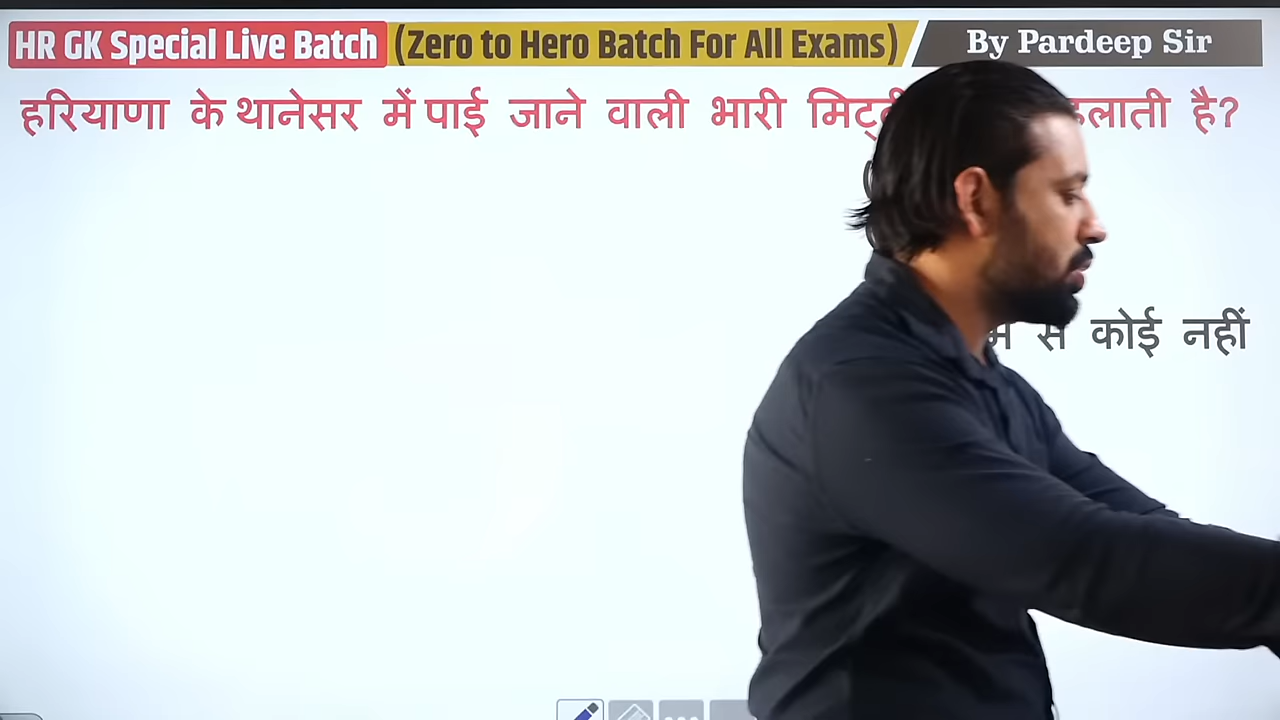 HR GK Special Live Batch (Zero to Hero Batch For All Exams) By Pardeep Sir
हरियाणा के थानेसर में पाई जाने वाली भारी है?
कोई नहीं